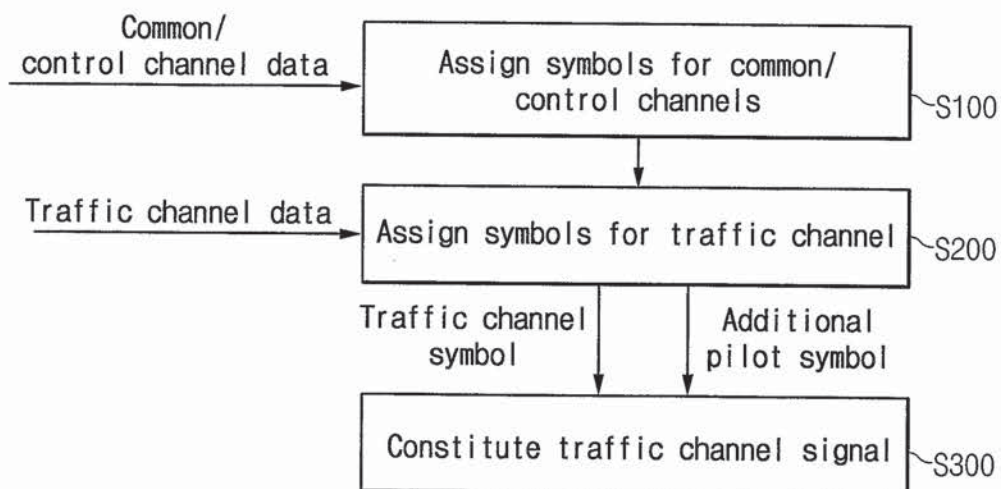 Common/
control channel data
Assign symbols for common/
control channels
S100
Traffic channel data
Assign symbols for traffic channel
S200
Traffic channel
symbol
Additional
pilot symbol
Constitute traffic channel signal
S300